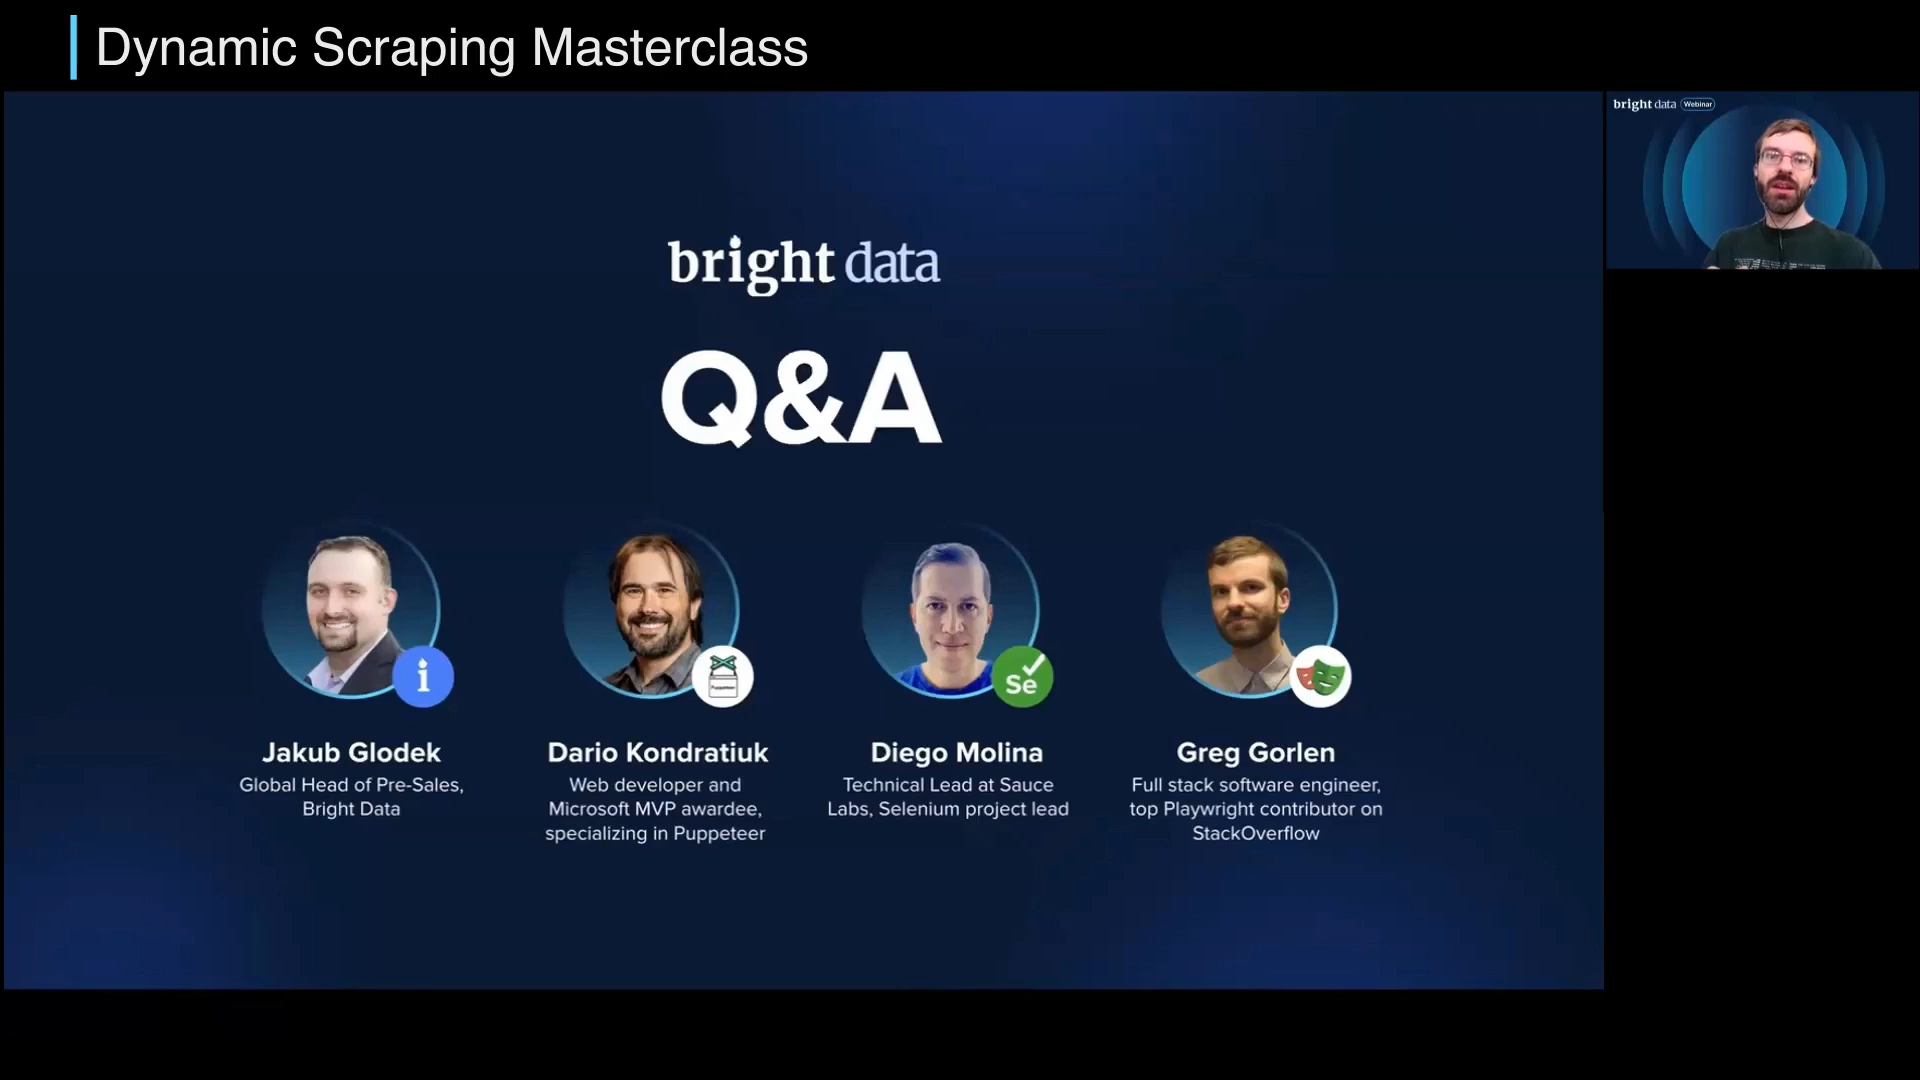 Dynamic Scraping Masterclass
bright data Webinar
bright data
Q&A
i
Puppeteer
Se
Jakub Glodek
Global Head of Pre-Sales,
Bright Data
Dario Kondratiuk
Web developer and
Microsoft MVP awardee,
specializing in Puppeteer
Diego Molina
Technical Lead at Sauce
Labs, Selenium project lead
Greg Gorlen
Full stack software engineer,
top Playwright contributor on
StackOverflow